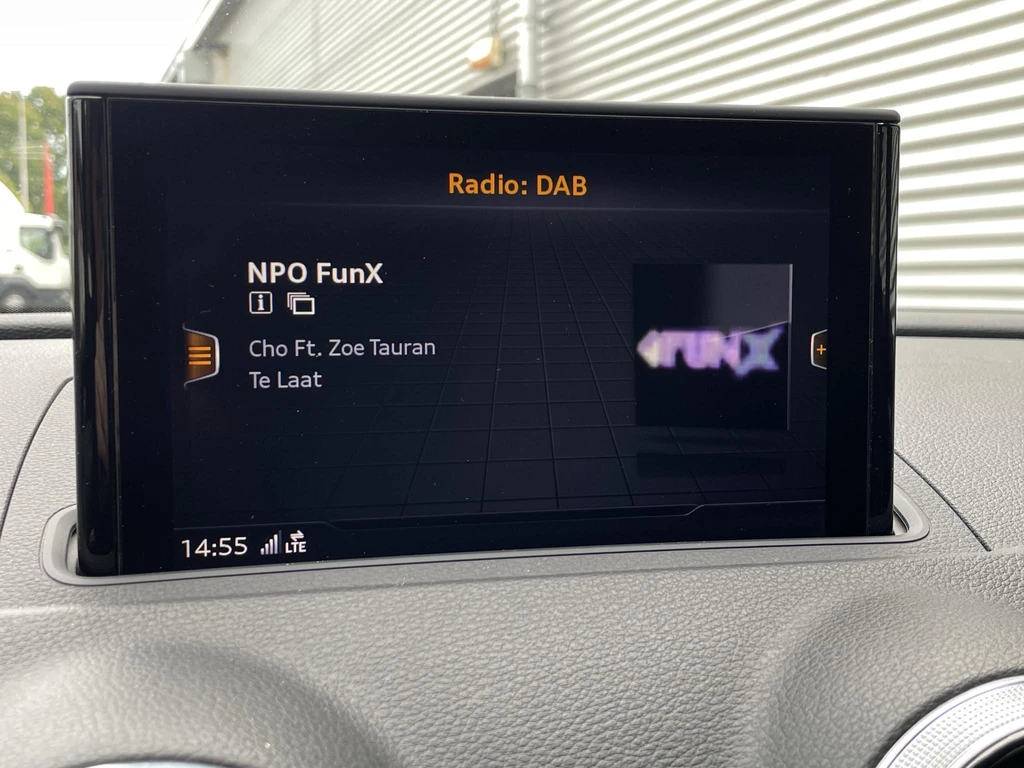 Radio: DAB
NPO FunX
Cho Ft. Zoe Tauran
Te Laat
FUNX
14:55 LTE